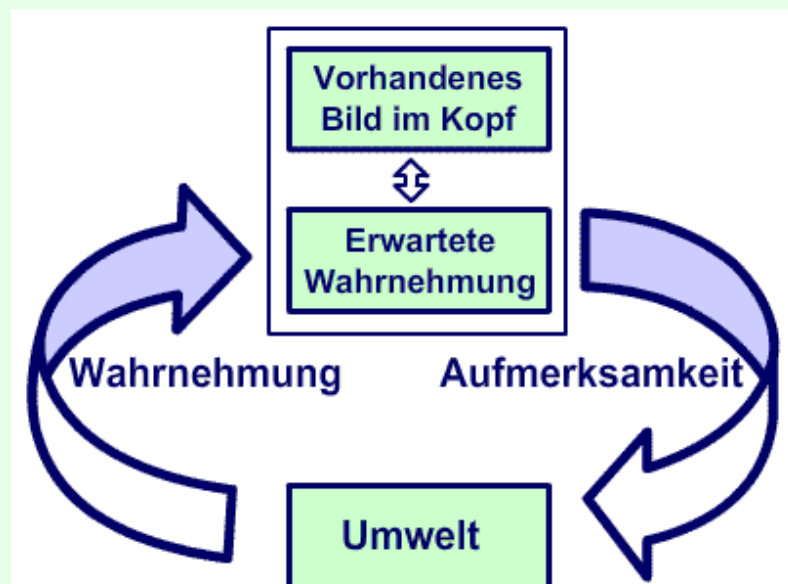 Vorhandenes
Bild im Kopf
Erwartete
Wahrnehmung
Wahrnehmung
Aufmerksamkeit
Umwelt